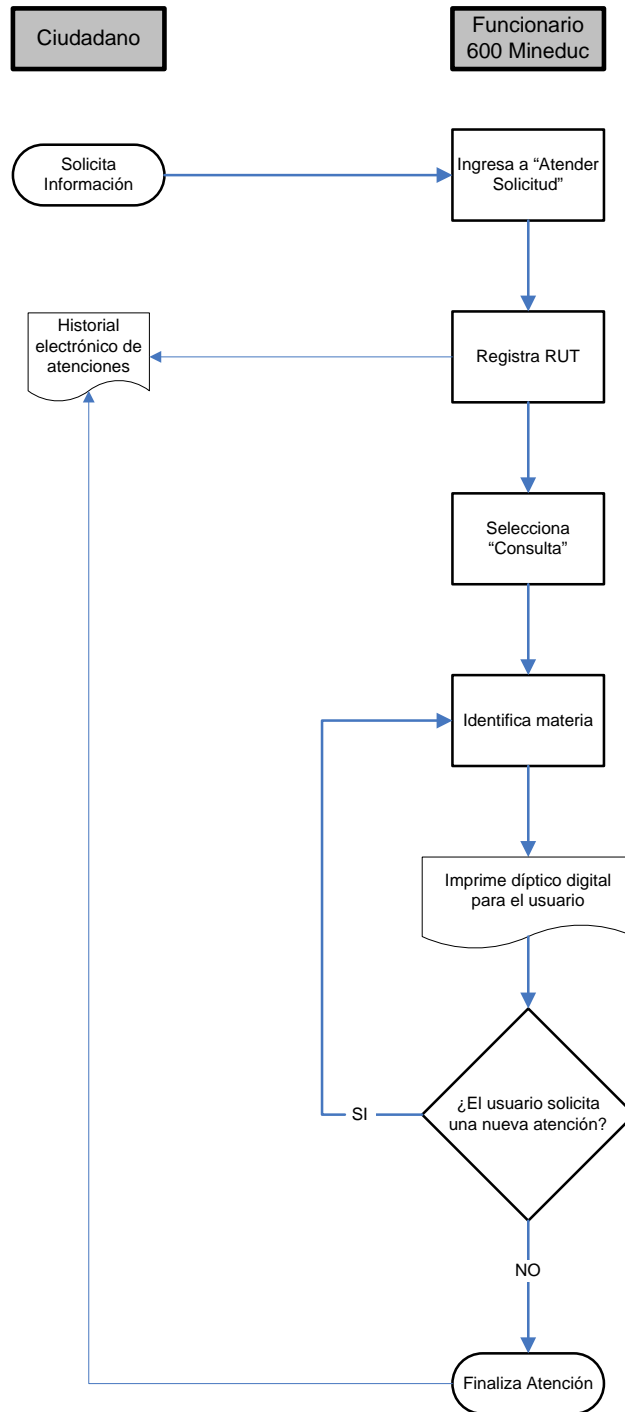 Ciudadano
Funcionario
600 Mineduc
Solicita
Información
Ingresa a “Atender
Solicitud”
Historial
electrónico de
atenciones
Registra RUT
Selecciona
“Consulta”
Identifica materia
Imprime díptico digital
para el usuario
¿El usuario solicita
una nueva atención?
SI
NO
Finaliza Atención